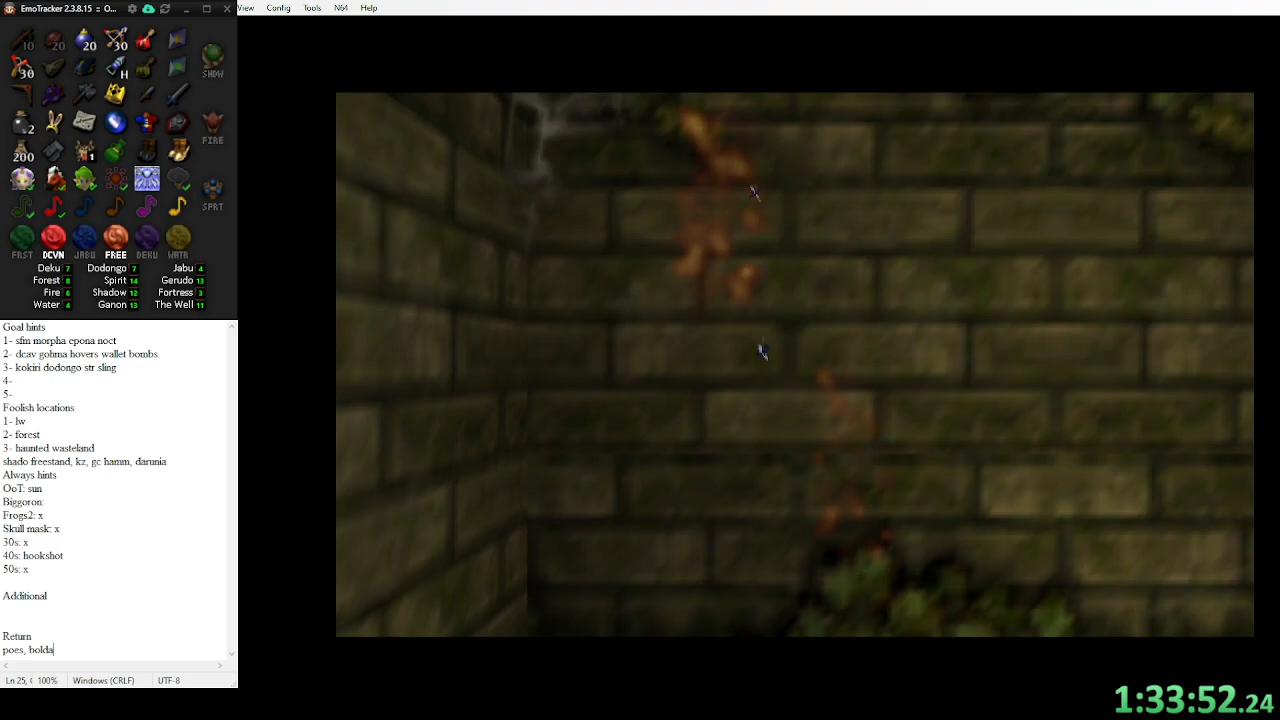 EmoTracker 2.3.8.15 :: O...
View Config Tools N64 Help
10 20 20 30
30 H
SHDW
2
FIRE
200 1
SPRT
FRST DCVN JABU FREE DEKU WATR
Deku 7 Dodongo 7 Jabu 4
Forest 8 Spirit 14 Gerudo 13
Fire 6 Shadow 12 Fortress 3
Water 4 Ganon 13 The Well 11
Goal hints
1- sfm morpha epona noct
2- dcav gohma hovers wallet bombs
3- kokiri dodongo str sling
4-
5-
Foolish locations
1- lw
2- forest
3- haunted wasteland
shado freestand, kz, gc hamm, darunia
Always hints
OoT: sun
Biggoron:
Frogs2: x
Skull mask: x
30s: x
40s: hookshot
50s: x
Additional
Return
poes, bolda
Ln 25, 100% Windows (CRLF) UTF-8
1:33:52.24